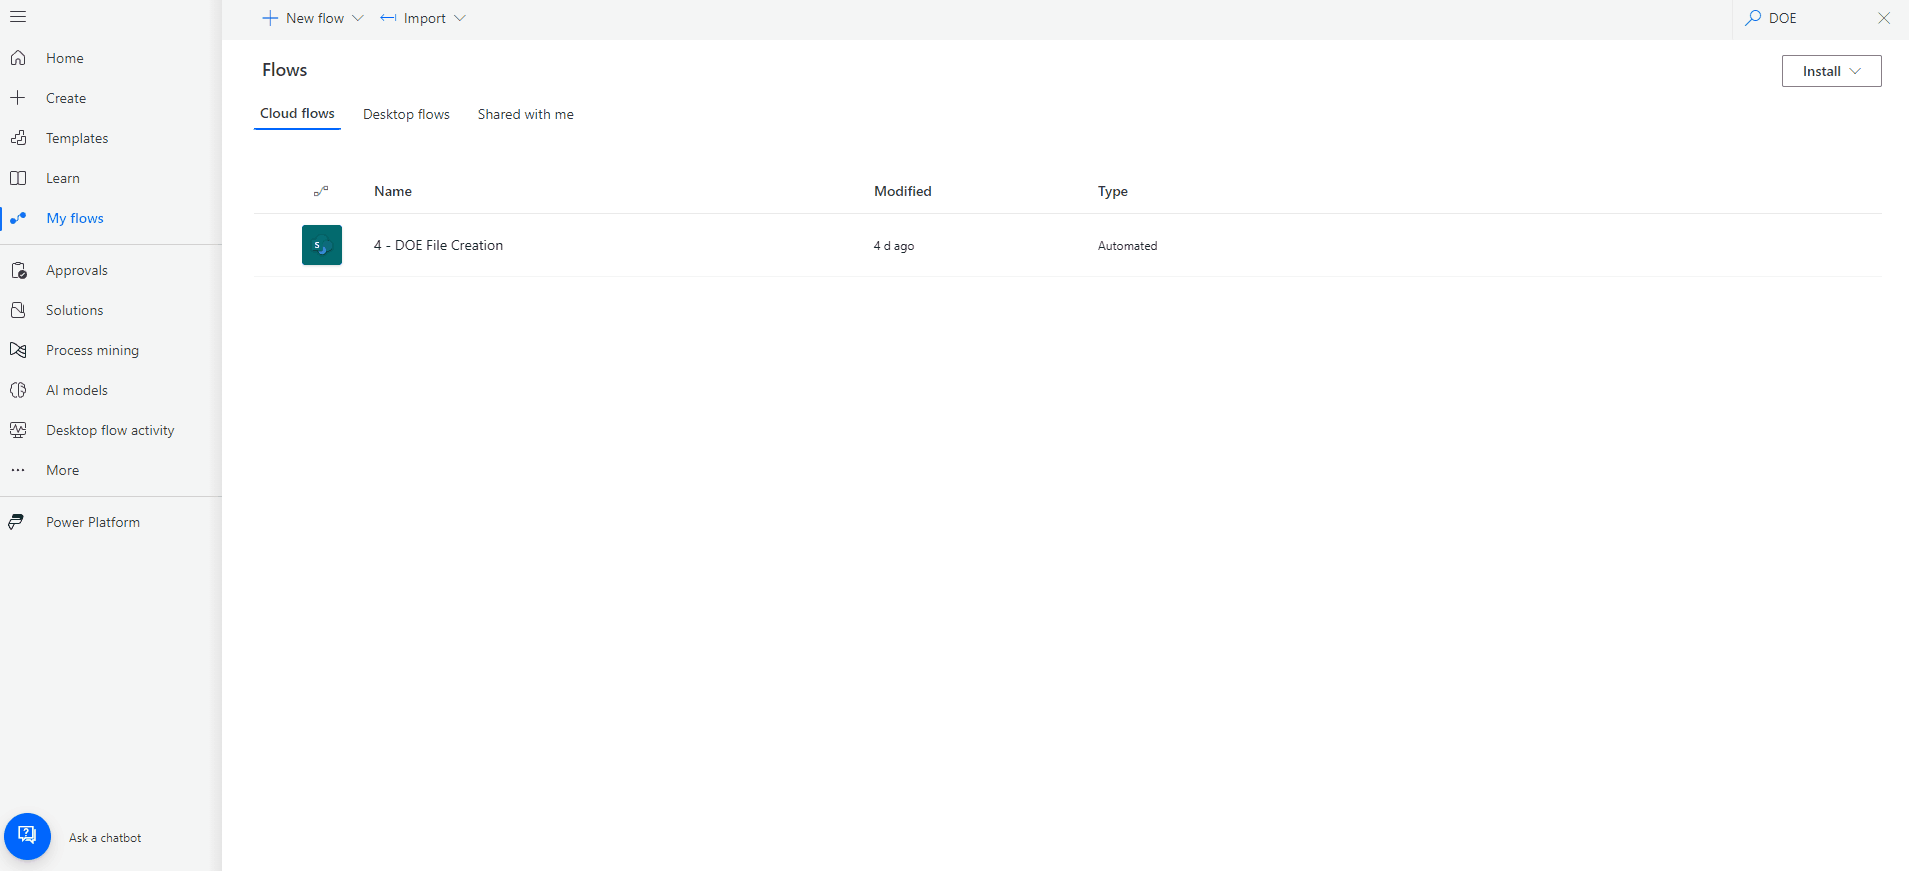 New flow
Import
DOE
Home
Create
Templates
Learn
My flows
Approvals
Solutions
Process mining
AI models
Desktop flow activity
More
Power Platform
Ask a chatbot
Flows
Install
Cloud flows
Desktop flows
Shared with me
Name
Modified
Type
S
4 - DOE File Creation
4 d ago
Automated